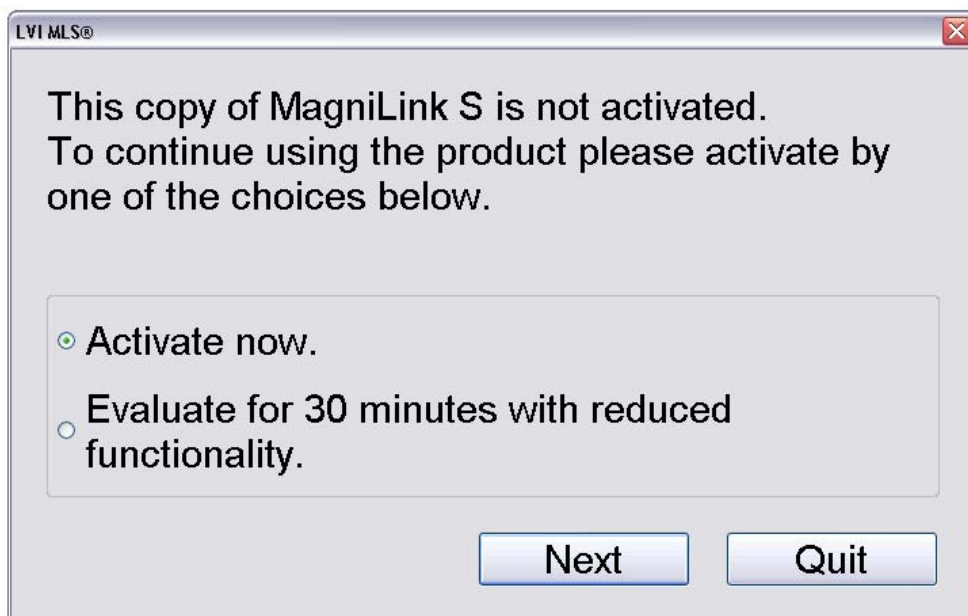 LVI MLS®
This copy of MagniLink S is not activated.
To continue using the product please activate by
one of the choices below.
Activate now.
Evaluate for 30 minutes with reduced
functionality.
Next Quit